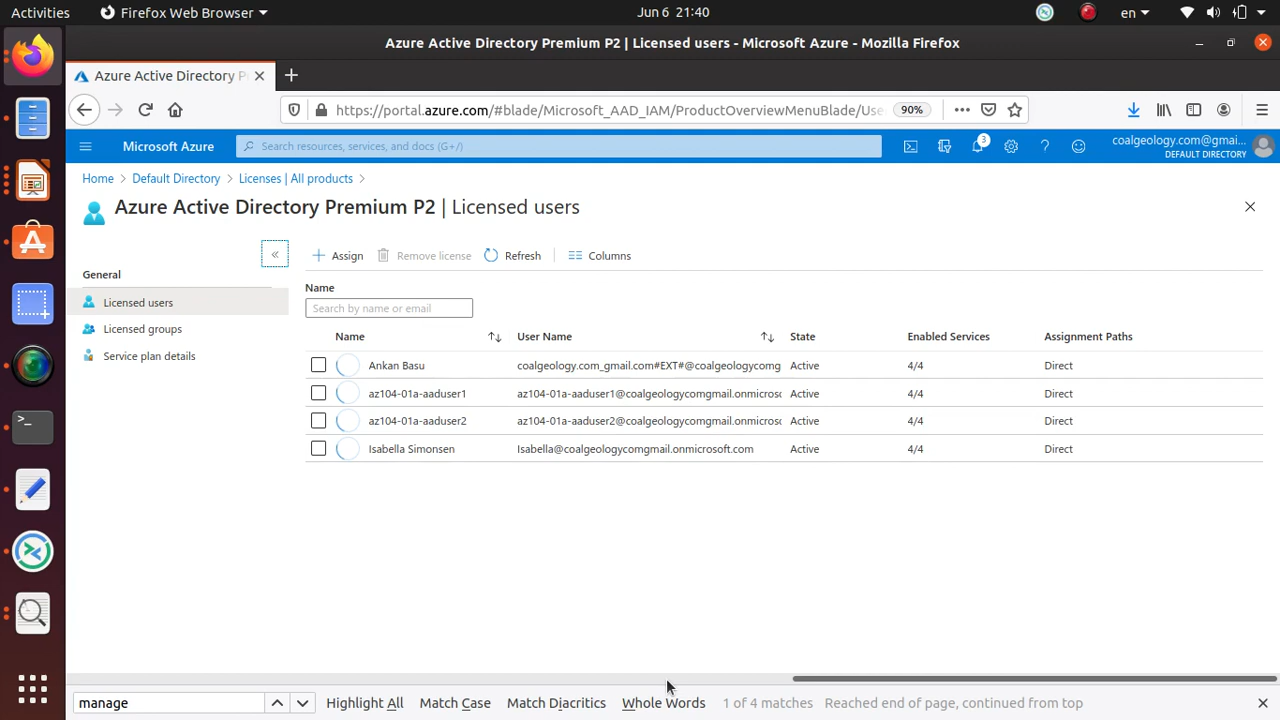 Activities
Firefox Web Browser
Jun 6 21:40
en
Azure Active Directory Premium P2 | Licensed users - Microsoft Azure - Mozilla Firefox
Azure Active Directory P
https://portal.azure.com/#blade/Microsoft_AAD_IAM/ProductOverviewMenuBlade/Use
90%
Microsoft Azure
Search resources, services, and docs (G+/)
3
coalgeology.com@gmai...
DEFAULT DIRECTORY
Home > Default Directory > Licenses | All products >
Azure Active Directory Premium P2 | Licensed users
«
Assign
Remove license
Refresh
Columns
General
Licensed users
Licensed groups
Service plan details
Name
Search by name or email
Name User Name State Enabled Services Assignment Paths
Ankan Basu coalgeology.com_gmail.com#EXT#@coalgeologycomg Active 4/4 Direct
az104-01a-aaduser1 az104-01a-aaduser1@coalgeologycomgmail.onmicrosc Active 4/4 Direct
az104-01a-aaduser2 az104-01a-aaduser2@coalgeologycomgmail.onmicrosc Active 4/4 Direct
Isabella Simonsen Isabella@coalgeologycomgmail.onmicrosoft.com Active 4/4 Direct
manage
Highlight All
Match Case
Match Diacritics
Whole Words
1 of 4 matches
Reached end of page, continued from top